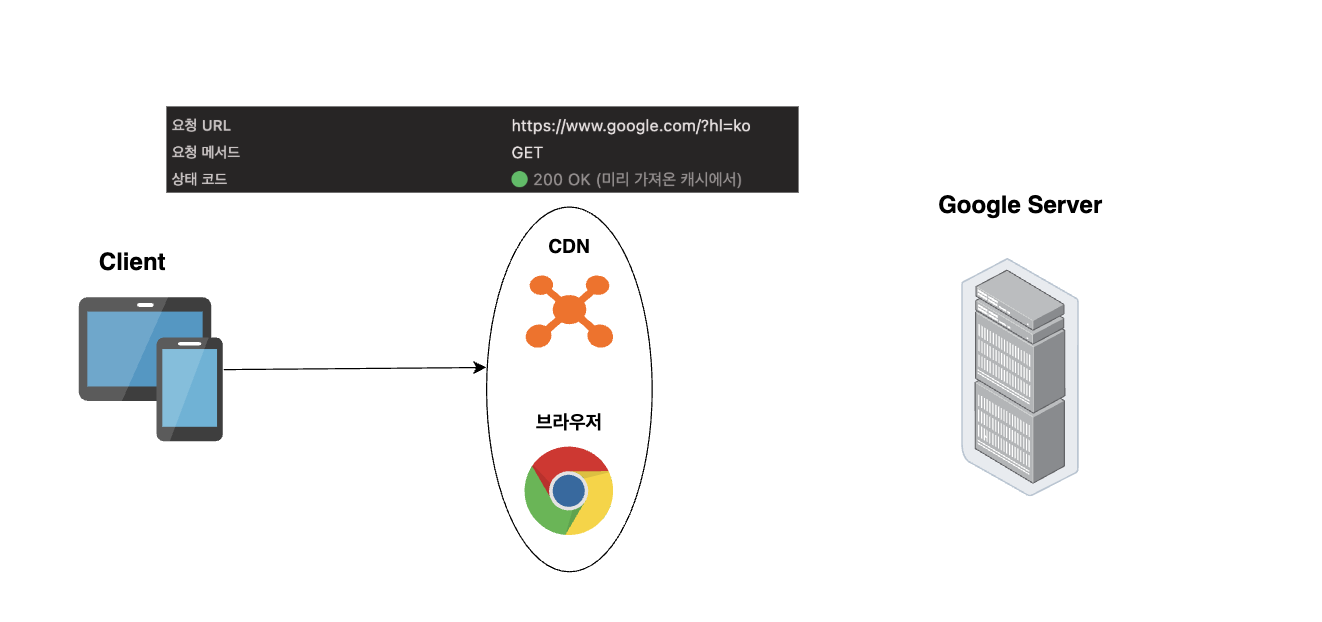 요청 URL https://www.google.com/?hl=ko
요청 메서드 GET
상태 코드 200 OK (미리 가져온 캐시에서)
Google Server
CDN
Client
브라우저